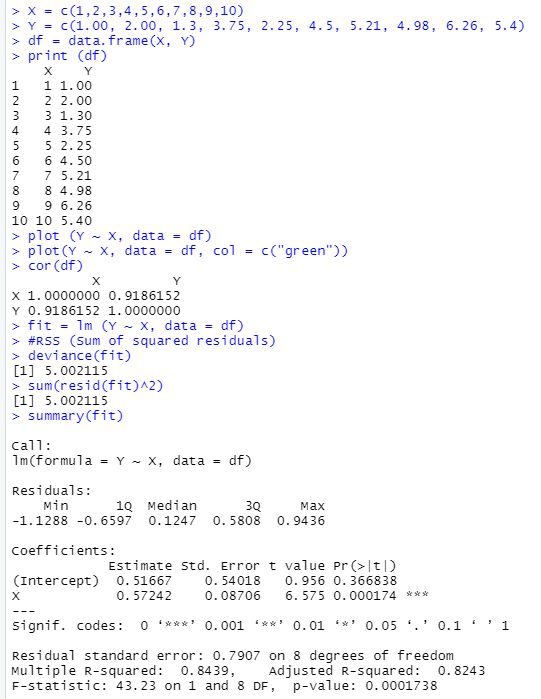 > X = c(1,2,3,4,5,6,7,8,9,10)
> Y = c(1.00, 2.00, 1.3, 3.75, 2.25, 4.5, 5.21, 4.98, 6.26, 5.4)
> df = data.frame(X, Y)
> print (df)
    X    Y
1   1 1.00
2   2 2.00
3   3 1.30
4   4 3.75
5   5 2.25
6   6 4.50
7   7 5.21
8   8 4.98
9   9 6.26
10 10 5.40
> plot (Y ~ X, data = df)
> plot(Y ~ X, data = df, col = c("green"))
> cor(df)
          X         Y
X 1.0000000 0.9186152
Y 0.9186152 1.0000000
> fit = lm (Y ~ X, data = df)
> #RSS (Sum of squared residuals)
> deviance(fit)
[1] 5.002115
> sum(resid(fit)^2)
[1] 5.002115
> summary(fit)
Call:
lm(formula = Y ~ X, data = df)
Residuals:
    Min      1Q  Median      3Q     Max
-1.1288 -0.6597  0.1247  0.5808  0.9436
Coefficients:
            Estimate Std. Error t value Pr(>|t|)
(Intercept)  0.51667    0.54018   0.956 0.366838
X            0.57242    0.08706   6.575 0.000174 ***
---
Signif. codes:  0 ‘***’ 0.001 ‘**’ 0.01 ‘*’ 0.05 ‘.’ 0.1 ‘ ’ 1
Residual standard error: 0.7907 on 8 degrees of freedom
Multiple R-squared:  0.8439,    Adjusted R-squared:  0.8243
F-statistic: 43.23 on 1 and 8 DF,  p-value: 0.0001738